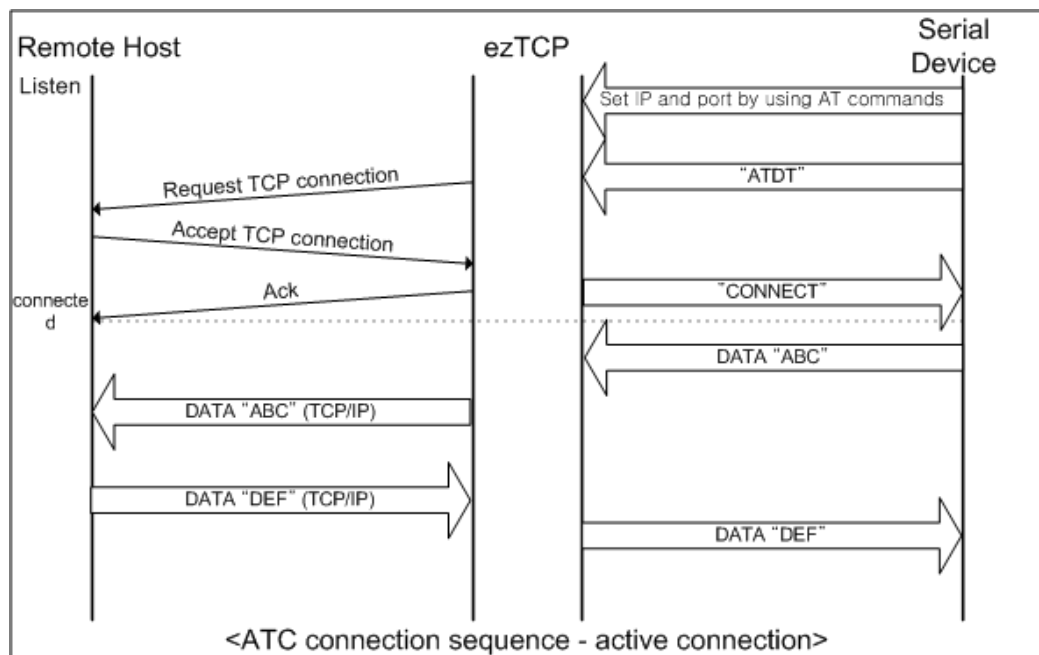 Remote Host
ezTCP
Serial
Device
Listen
Set IP and port by using AT commands
"ATDT"
Request TCP connection
Accept TCP connection
Ack
"CONNECT"
connecte
d
DATA "ABC"
DATA "ABC" (TCP/IP)
DATA "DEF" (TCP/IP)
DATA "DEF"
<ATC connection sequence - active connection>